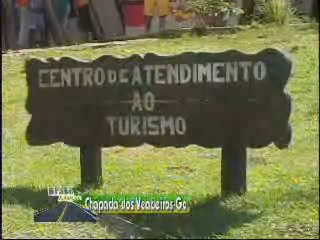 CENTRO DE ATENDIMENTO
AO
TURISMO
Chapada dos Veadeiros-Go